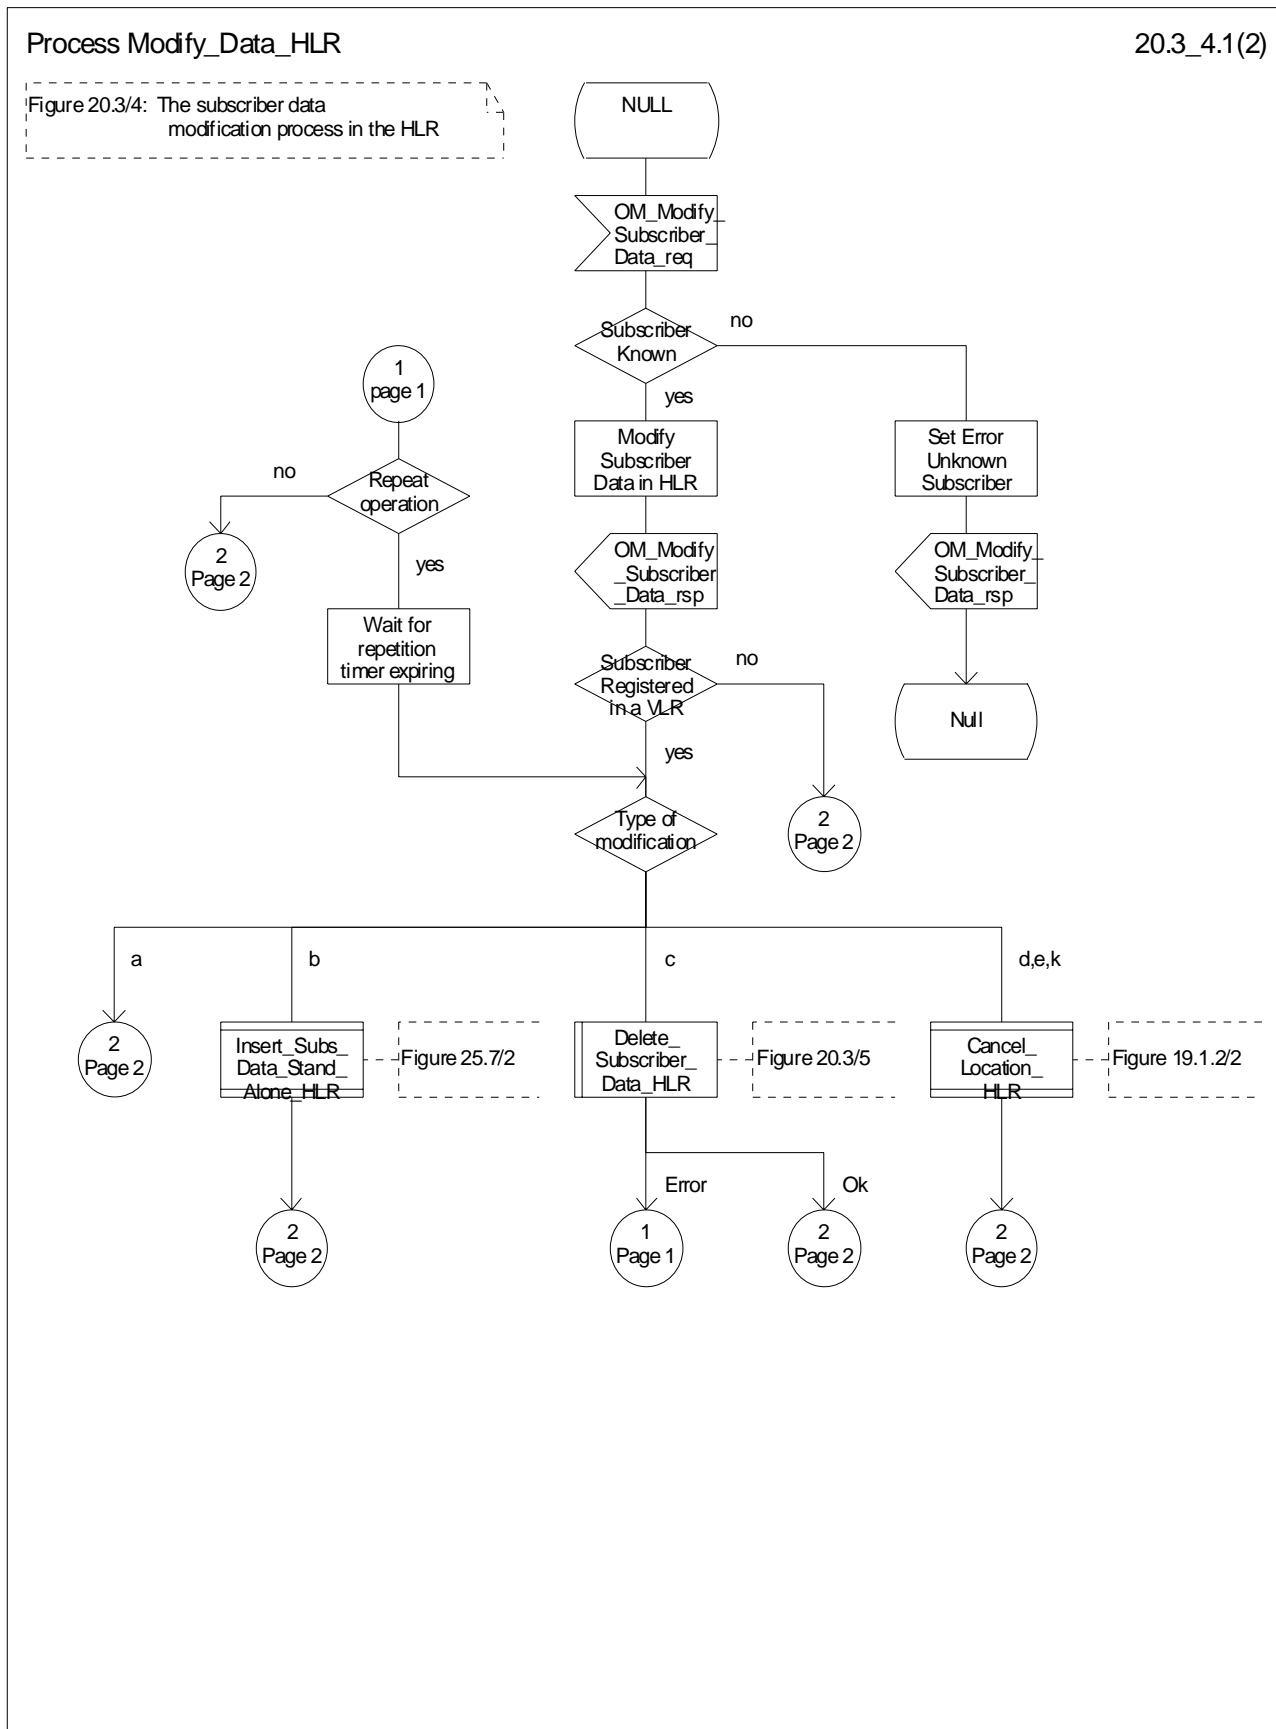 Process Modify_Data_HLR
20.3_4.1(2)
Figure 20.3/4: The subscriber data
modification process in the HLR
NULL
OM_Modify_
Subscriber_
Data_req
Subscriber
Known
no
yes
1
page 1
Modify
Subscriber
Data in HLR
Set Error
Unknown
Subscriber
Repeat
operation
no
yes
2
Page 2
OM_Modify
_Subscriber
_Data_rsp
OM_Modify_
Subscriber_
Data_rsp
Wait for
repetition
timer expiring
Subscriber
Registered
in a VLR
no
yes
Null
2
Page 2
Type of
modification
a
b
c
d,e,k
2
Page 2
Insert_Subs_
Data_Stand_
Alone_HLR
Figure 25.7/2
Delete_
Subscriber_
Data_HLR
Figure 20.3/5
Cancel_
Location_
HLR
Figure 19.1.2/2
Error
Ok
2
Page 2
1
Page 1
2
Page 2
2
Page 2